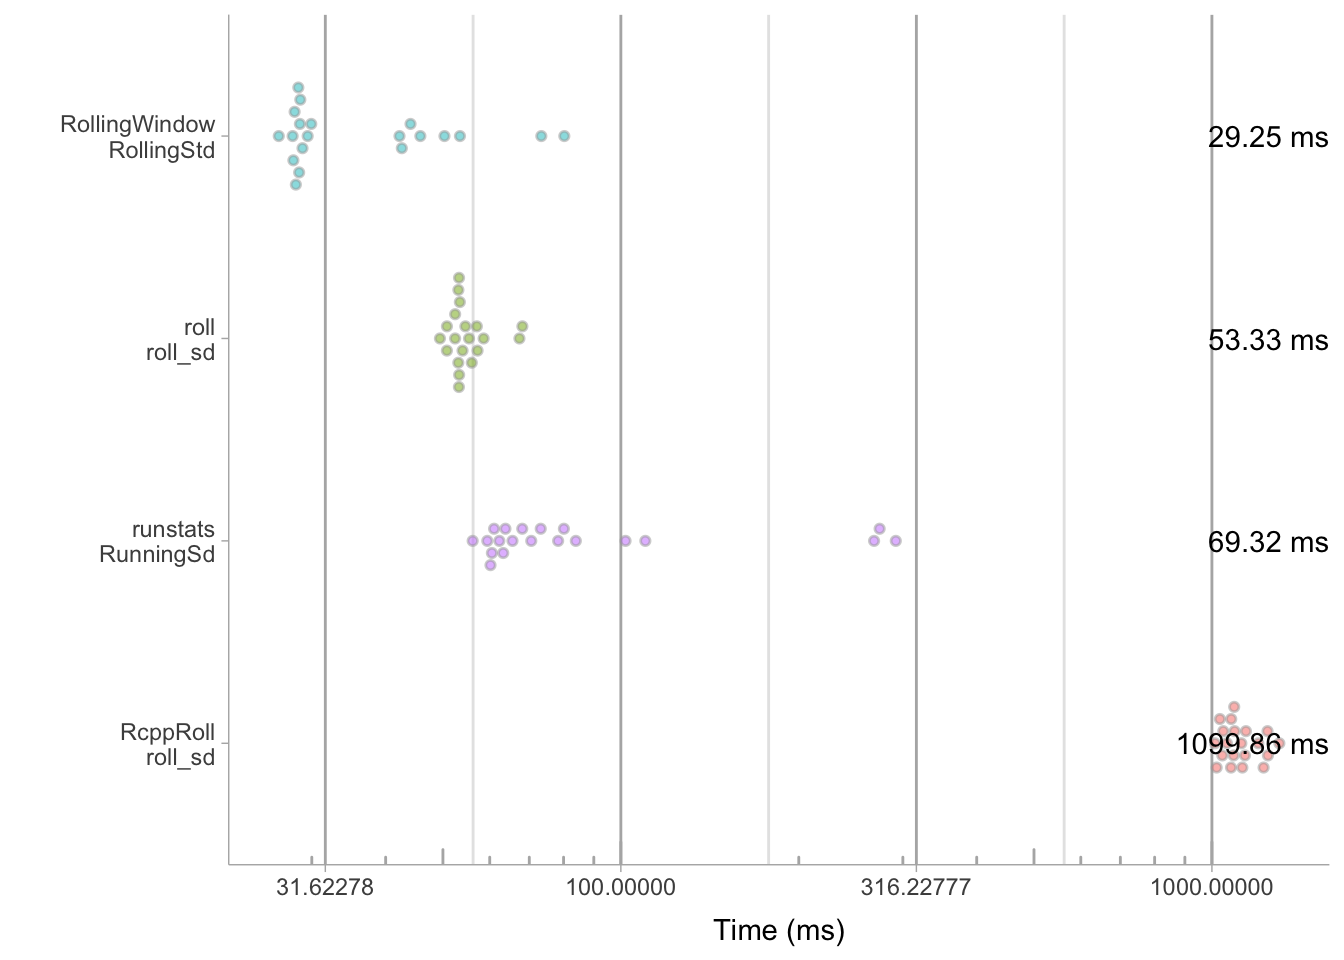 RollingWindow
RollingStd
29.25 ms
roll
roll_sd
53.33 ms
runstats
RunningSd
69.32 ms
RcppRoll
roll_sd
1099.86 ms
31.62278
100.00000
316.22777
1000.00000
Time (ms)